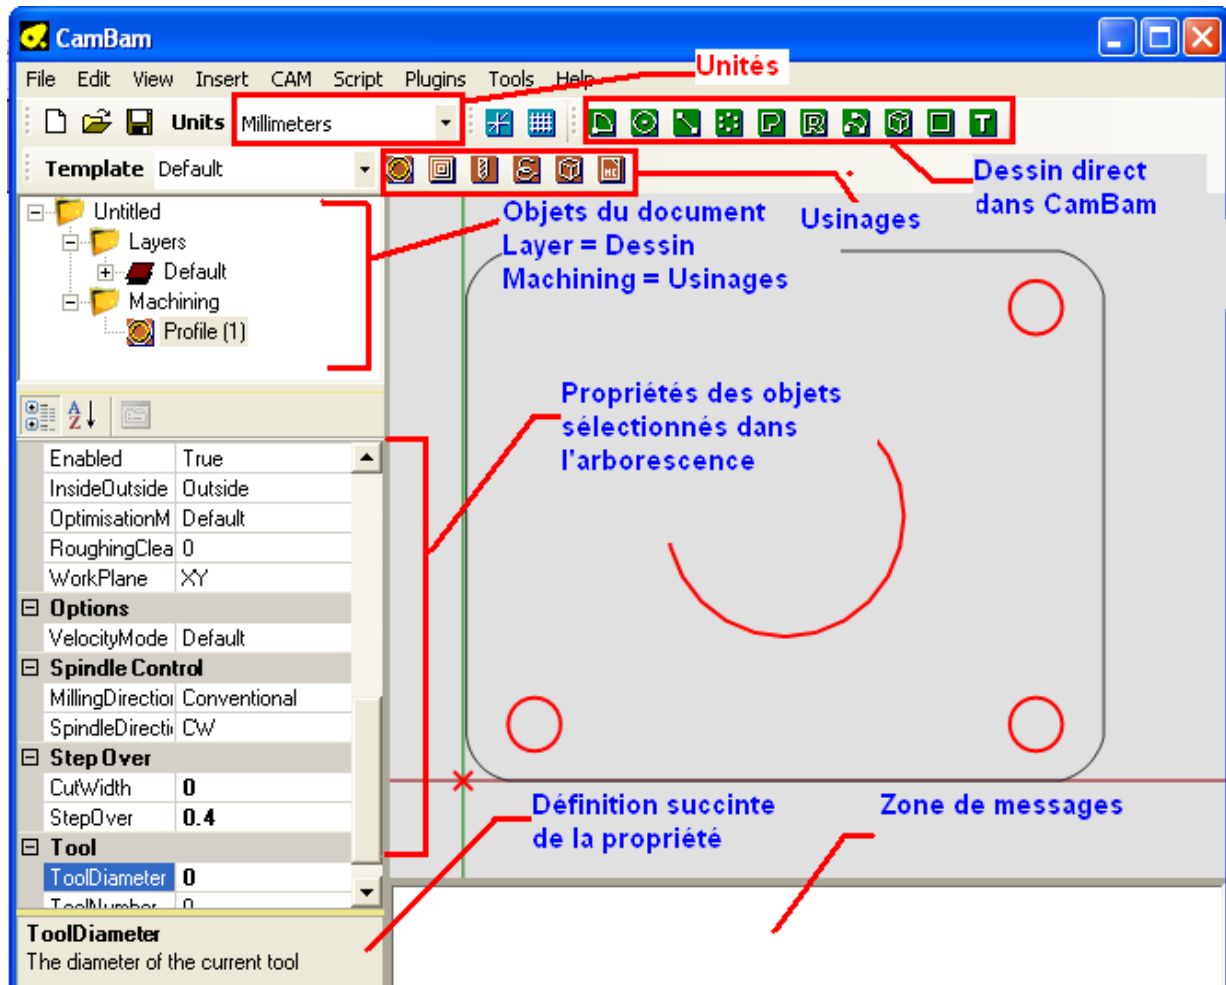 CamBam
File Edit View Insert CAM Script Plugins Tools Help
Unités
Units Millimeters
Template Default
Dessin direct
dans CamBam
Usinages
Objets du document
Layer = Dessin
Machining = Usinages
Untitled
Layers
Default
Machining
Profile (1)
Propriétés des objets
sélectionnés dans
l'arborescence
Enabled True
InsideOutside Outside
OptimisationM Default
RoughingClea 0
WorkPlane XY
Options
VelocityMode Default
Spindle Control
MillingDirection Conventional
SpindleDirecti CW
Step Over
CutWidth 0
StepOver 0.4
Tool
ToolDiameter 0
ToolNumber 0
Définition succinte
de la propriété
Zone de messages
ToolDiameter
The diameter of the current tool